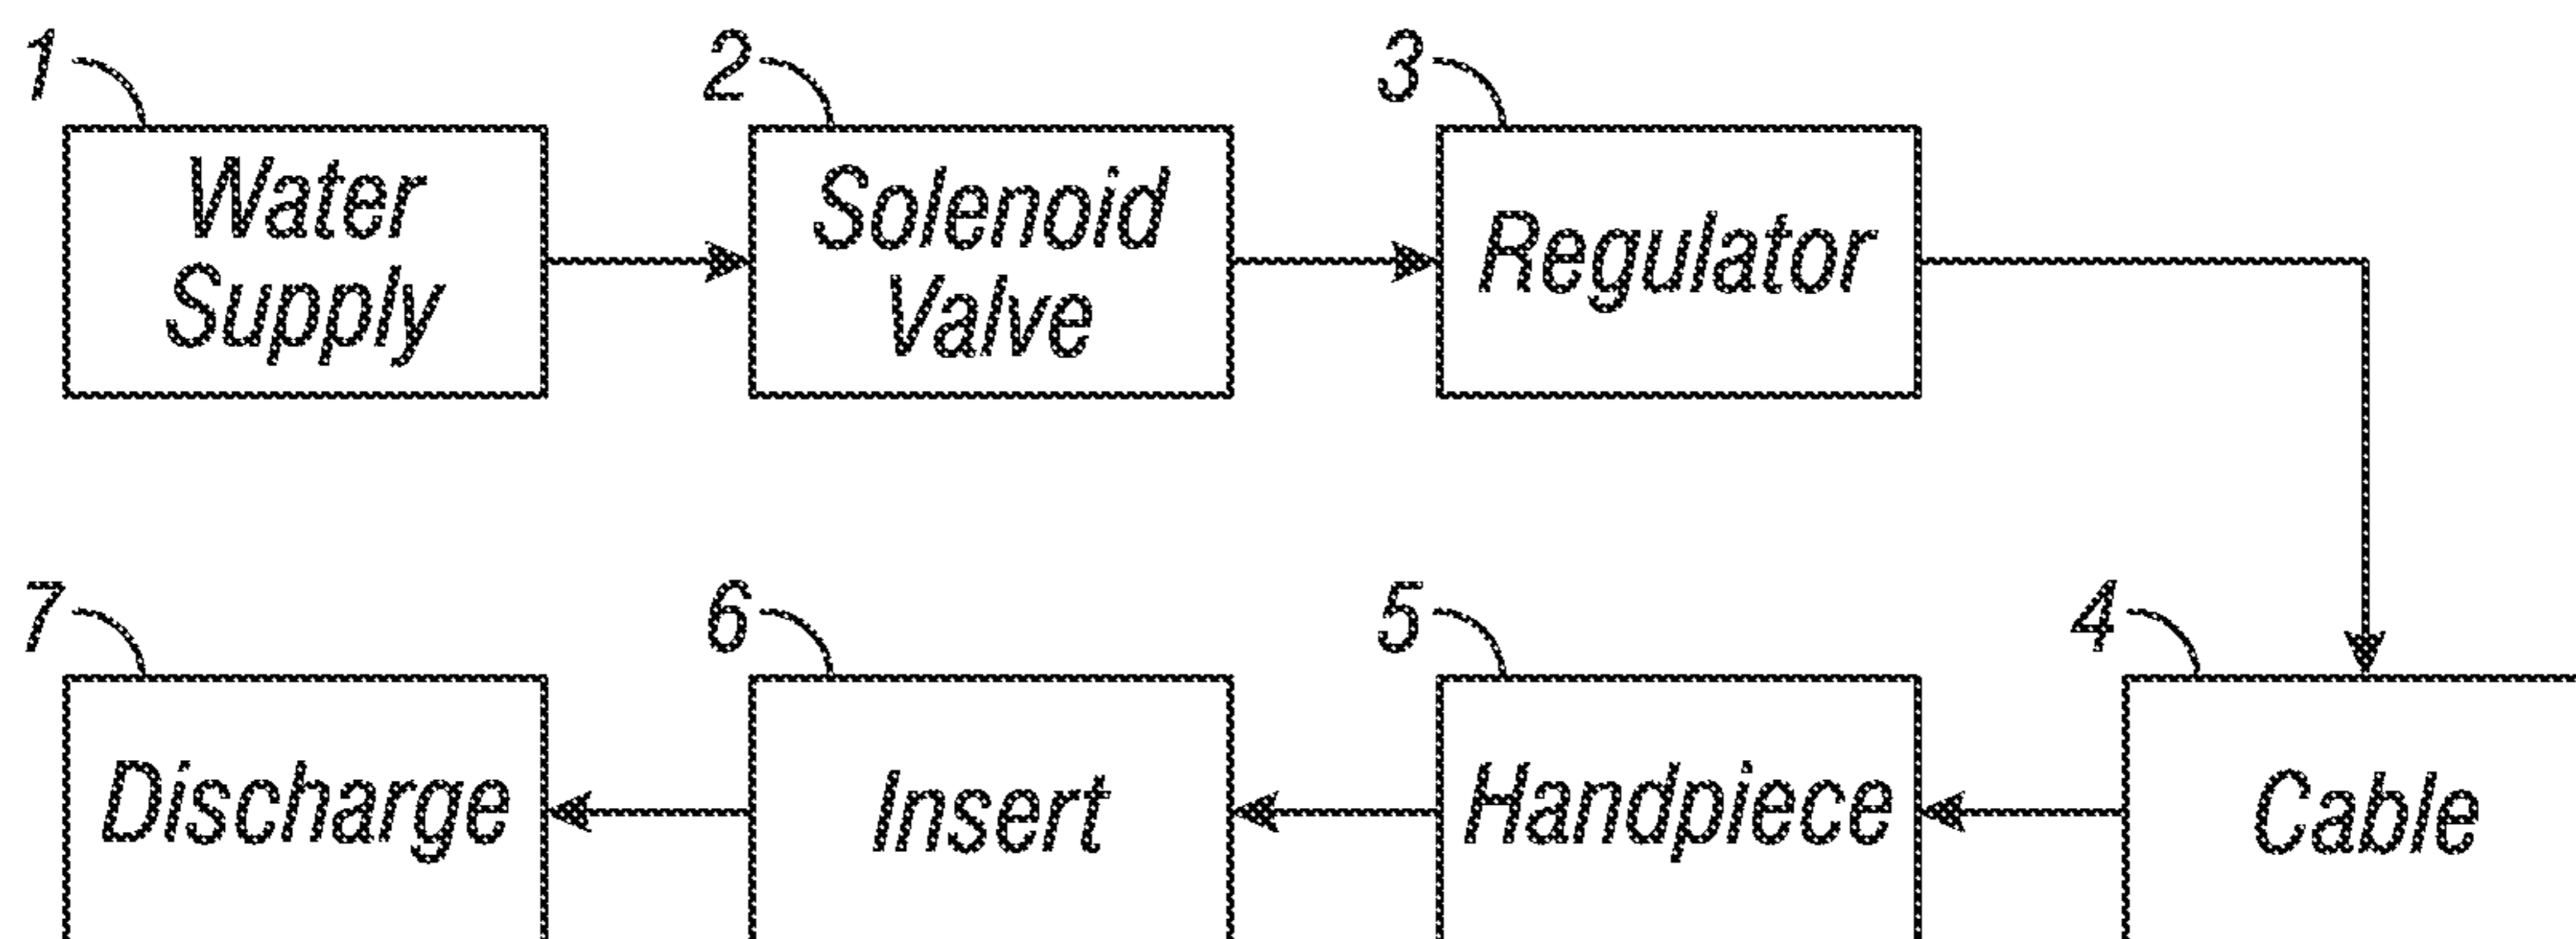 1
Water
Supply
2
Solenoid
Valve
3
Regulator
4
Cable
5
Handpiece
6
Insert
7
Discharge